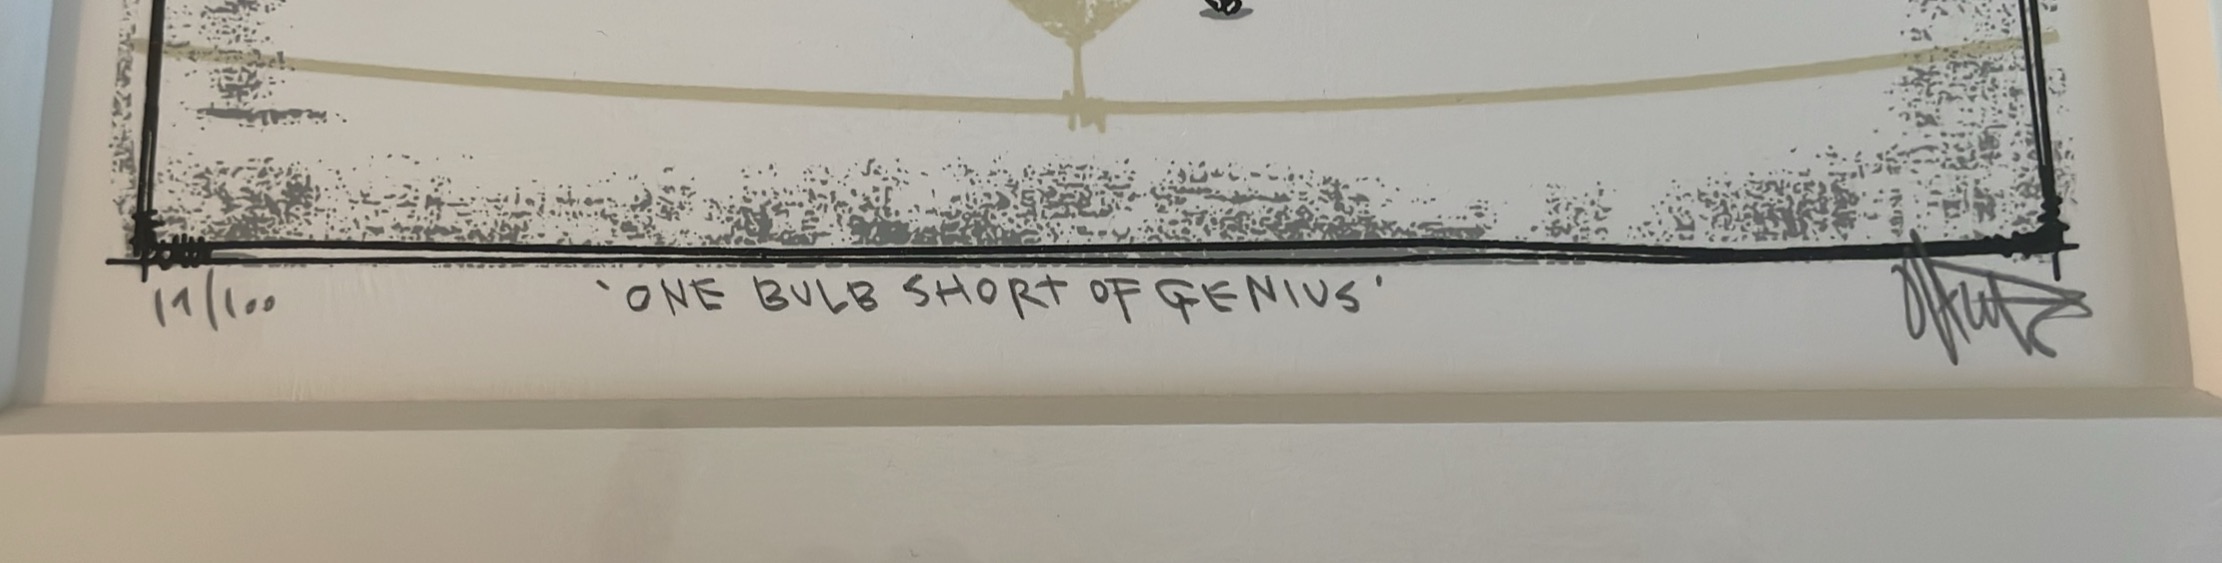 11/100 'ONE BULB SHORT OF GENIUS'